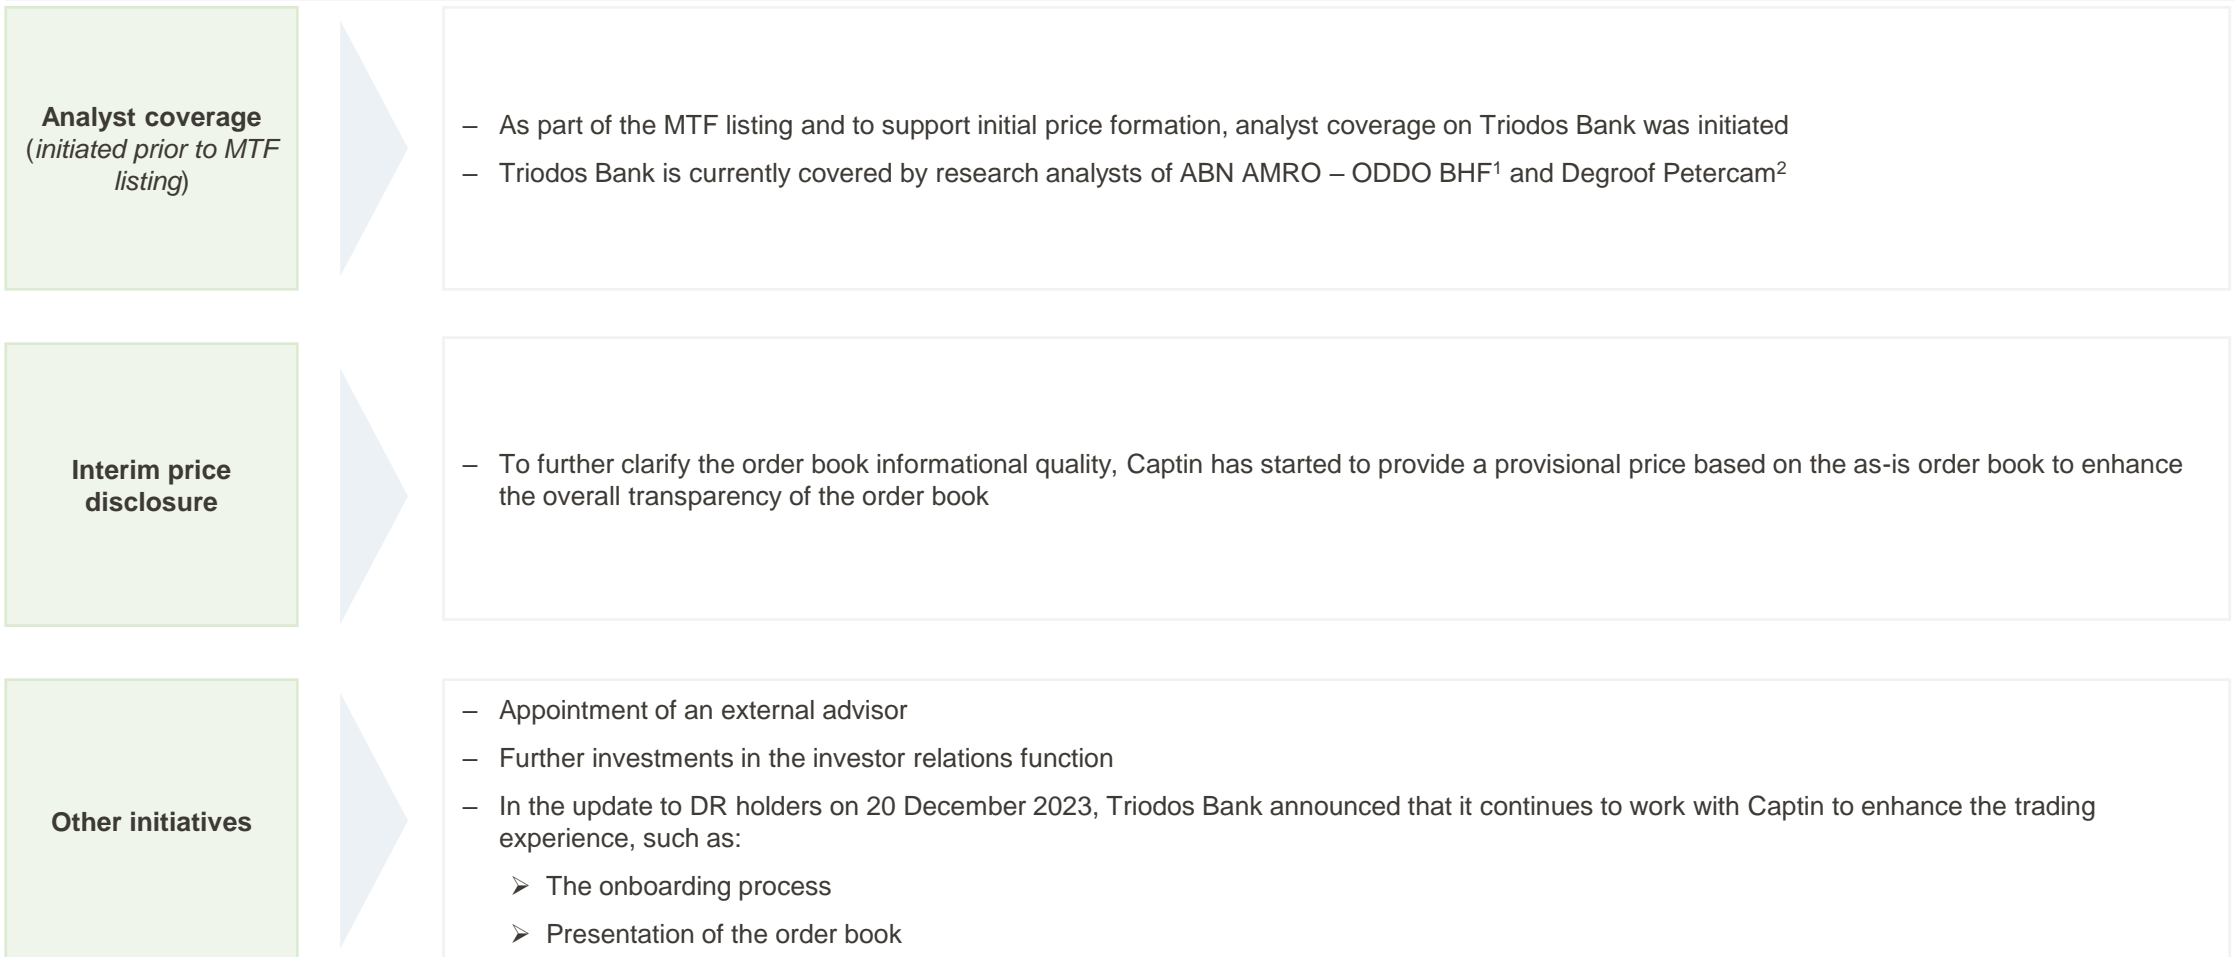 Analyst coverage
(initiated prior to MTF
listing)
– As part of the MTF listing and to support initial price formation, analyst coverage on Triodos Bank was initiated
– Triodos Bank is currently covered by research analysts of ABN AMRO – ODDO BHF¹ and Degroof Petercam²
Interim price
disclosure
– To further clarify the order book informational quality, Captin has started to provide a provisional price based on the as-is order book to enhance
the overall transparency of the order book
Other initiatives
– Appointment of an external advisor
– Further investments in the investor relations function
– In the update to DR holders on 20 December 2023, Triodos Bank announced that it continues to work with Captin to enhance the trading
experience, such as:
➢ The onboarding process
➢ Presentation of the order book